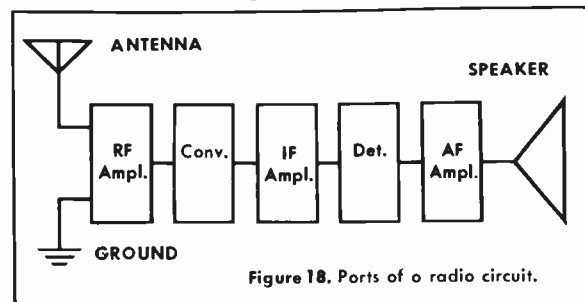 ANTENNA
SPEAKER
RF
Ampl.
Conv.
IF
Ampl.
Det.
AF
Ampl.
GROUND
Figure 18. Ports of o radio circuit.